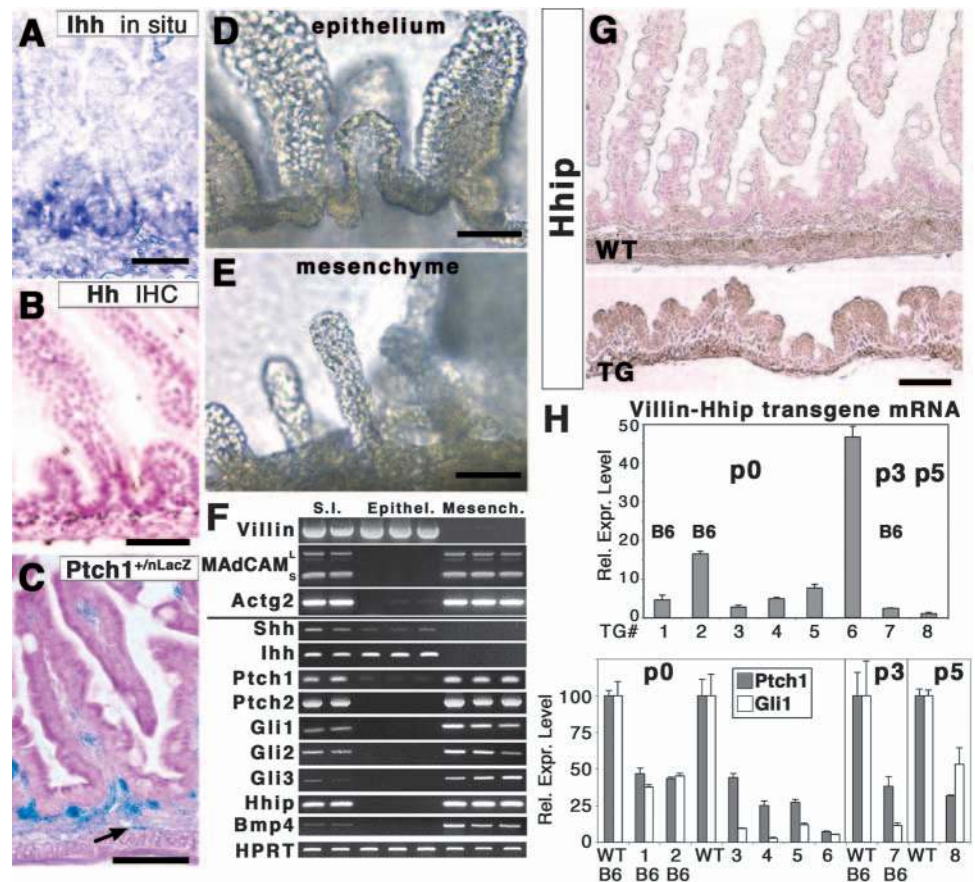 A Ihh in situ
B Hh IHC
C Ptch1+/nLacZ
D epithelium
E mesenchyme
F S.I. Epithel. Mesench.
Villin
MAdCAM L S
Actg2
Shh
Ihh
Ptch1
Ptch2
Gli1
Gli2
Gli3
Hhip
Bmp4
HPRT
G
Hhip
WT
TG
H Villin-Hhip transgene mRNA
Rel. Expr. Level
50
40
30
20
10
0
p0 p3 p5
B6 B6 B6
TG# 1 2 3 4 5 6 7 8
Rel. Expr. Level
100
75
50
25
0
p0 p3 p5
Ptch1
Gli1
WT 1 2 WT 3 4 5 6 WT 7 WT 8
B6 B6 B6 B6 B6